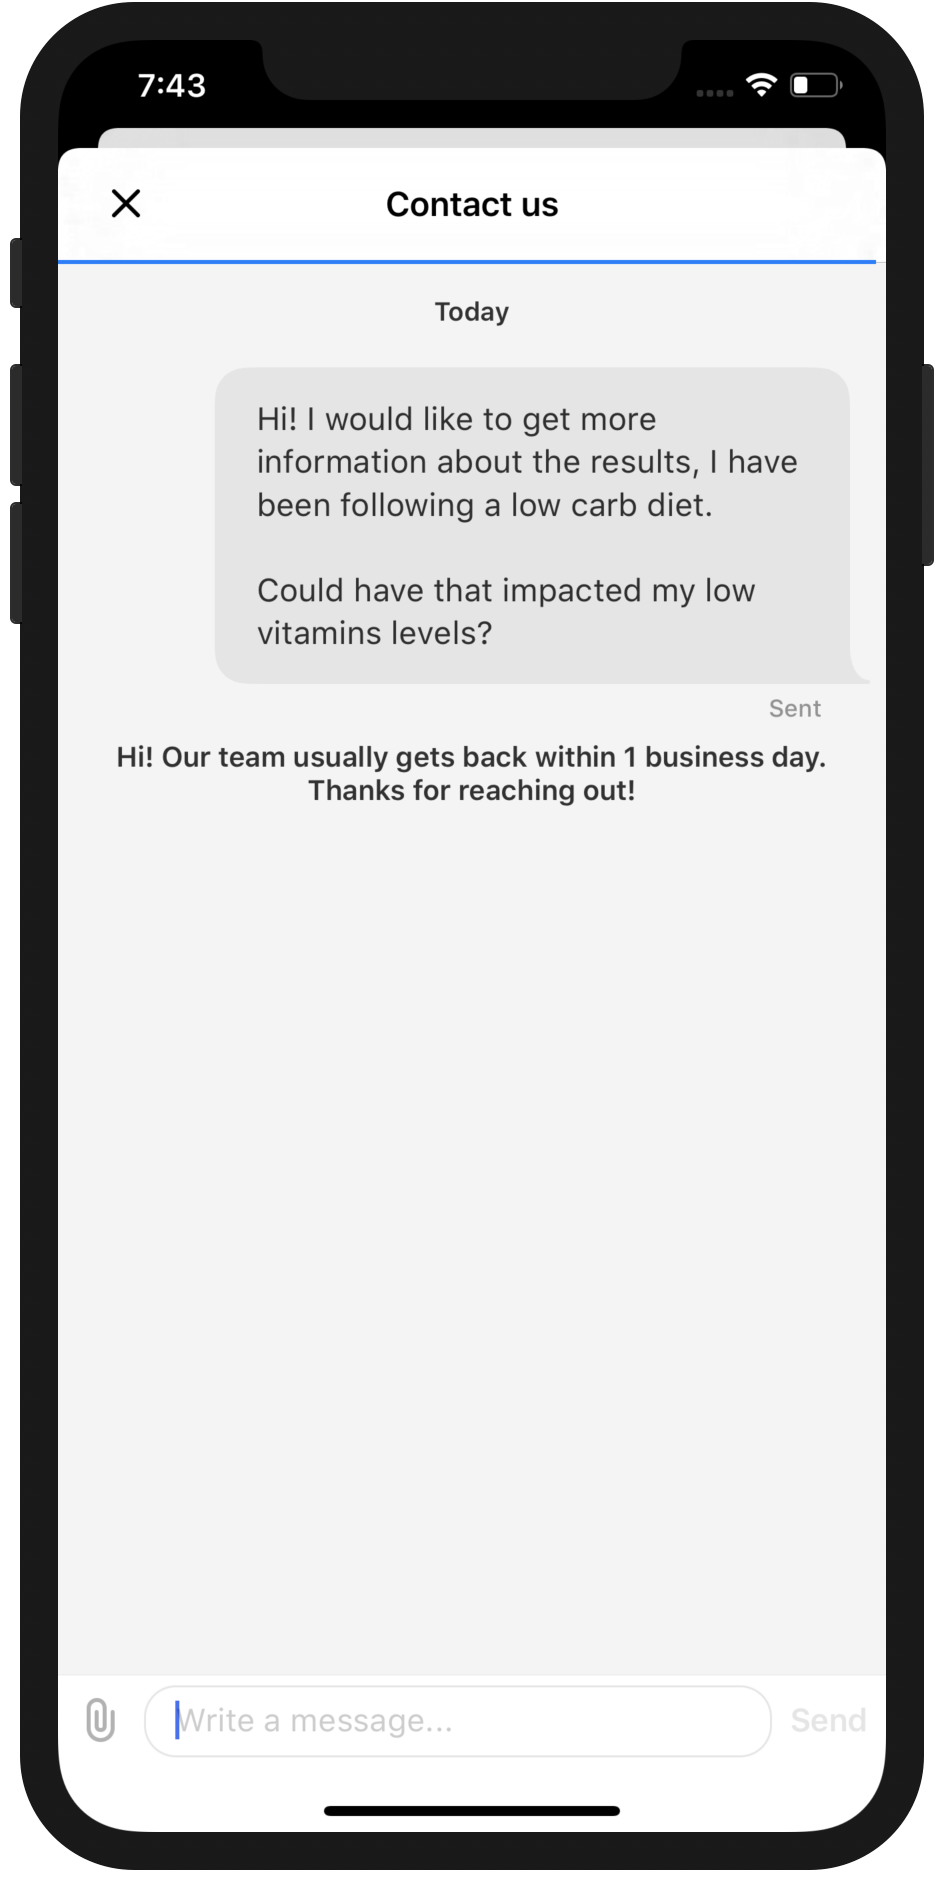 7:43
Contact us
Today
Hi! I would like to get more
information about the results, I have
been following a low carb diet.
Could have that impacted my low
vitamins levels?
Sent
Hi! Our team usually gets back within 1 business day.
Thanks for reaching out!
Write a message...
Send